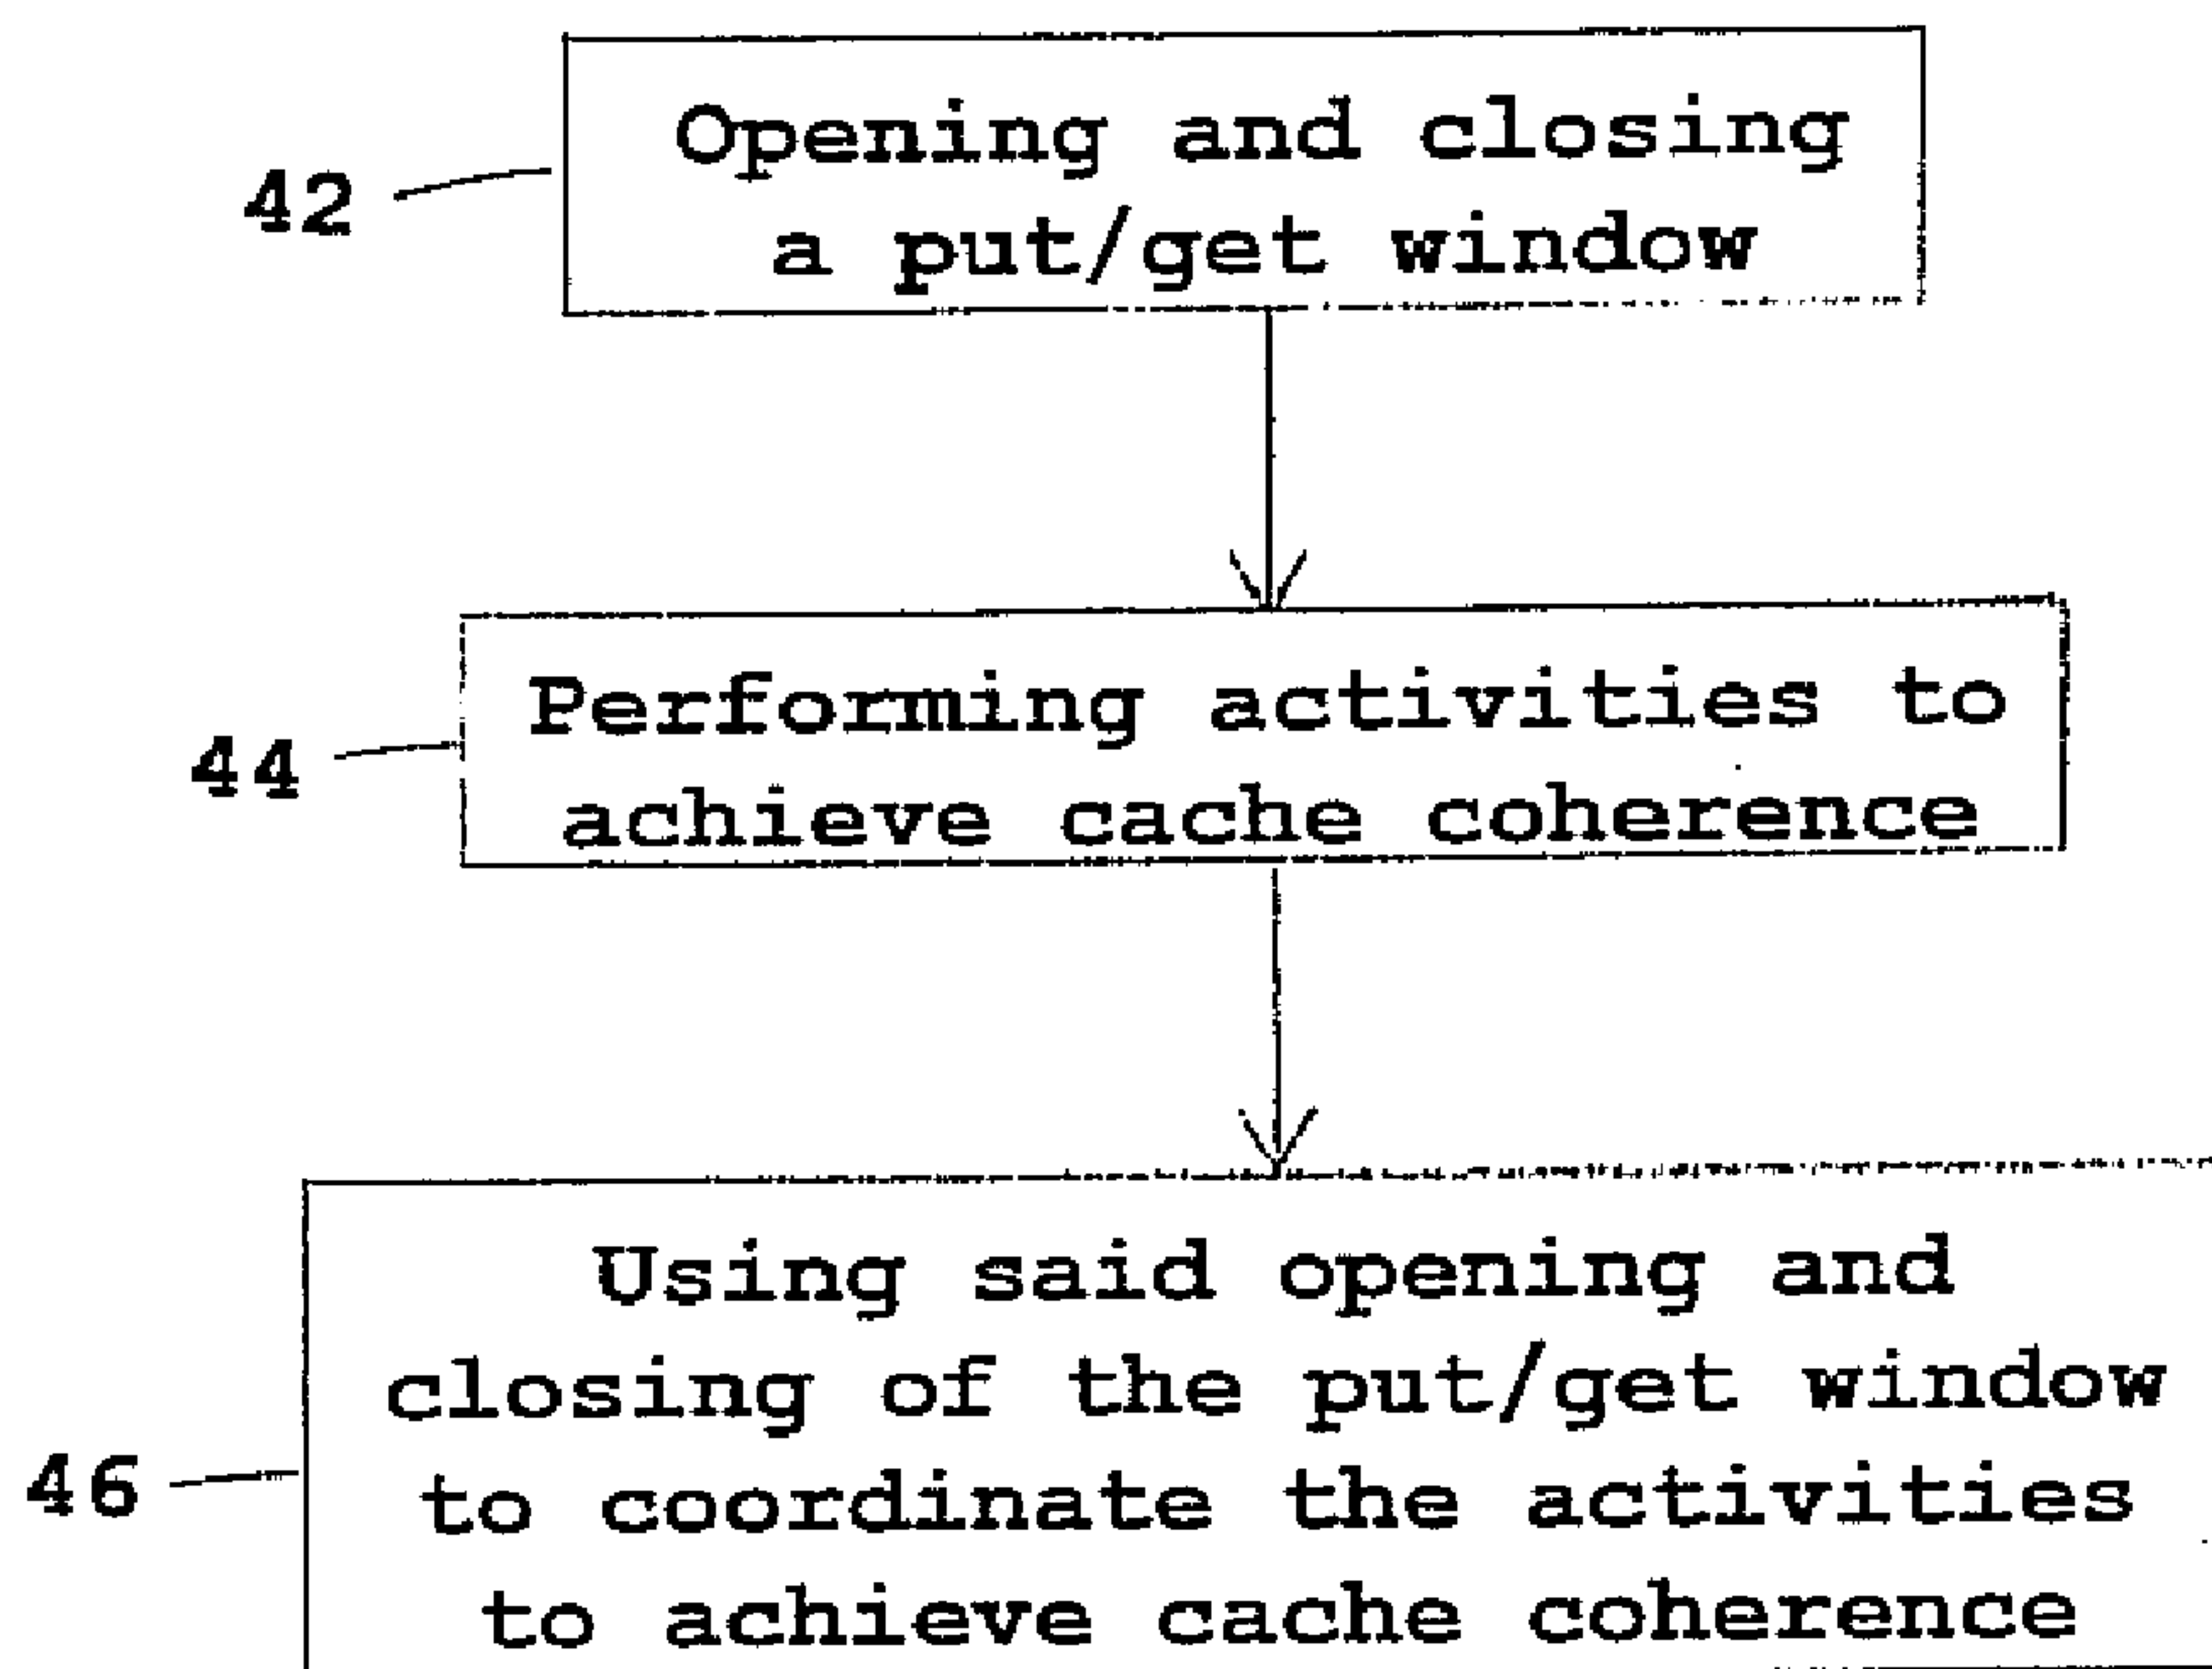 42
Opening and closing
a put/get window
44
Performing activities to
achieve cache coherence
46
Using said opening and
closing of the put/get window
to coordinate the activities
to achieve cache coherence